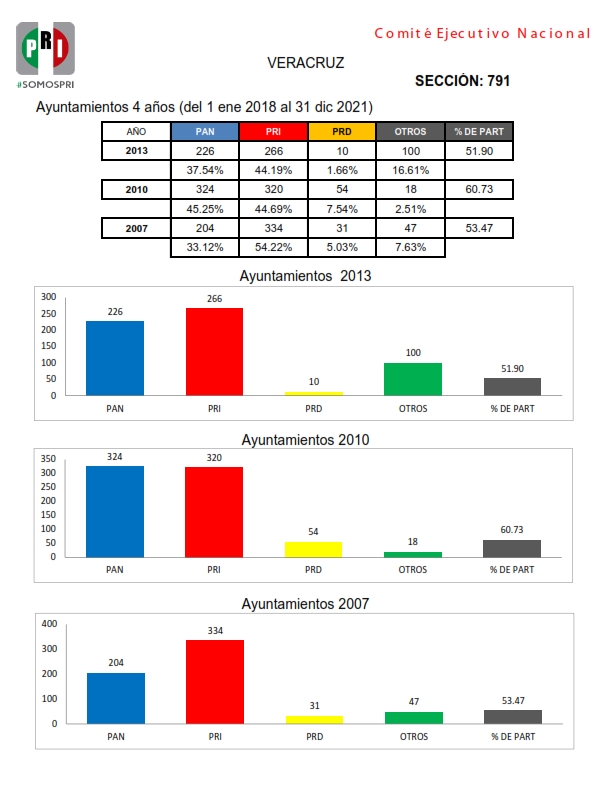 Comité Ejecutivo Nacional
PRI
#SOMOSPRI
VERACRUZ
SECCIÓN: 791
Ayuntamientos 4 años (del 1 ene 2018 al 31 dic 2021)
AÑO PAN PRI PRD OTROS % DE PART
2013 226 266 10 100 51.90
37.54% 44.19% 1.66% 16.61%
2010 324 320 54 18 60.73
45.25% 44.69% 7.54% 2.51%
2007 204 334 31 47 53.47
33.12% 54.22% 5.03% 7.63%
Ayuntamientos 2013
300
250
200
150
100
50
0
226 266 10 100 51.90
PAN PRI PRD OTROS % DE PART
Ayuntamientos 2010
350
300
250
200
150
100
50
0
324 320 54 18 60.73
PAN PRI PRD OTROS % DE PART
Ayuntamientos 2007
400
300
200
100
0
204 334 31 47 53.47
PAN PRI PRD OTROS % DE PART